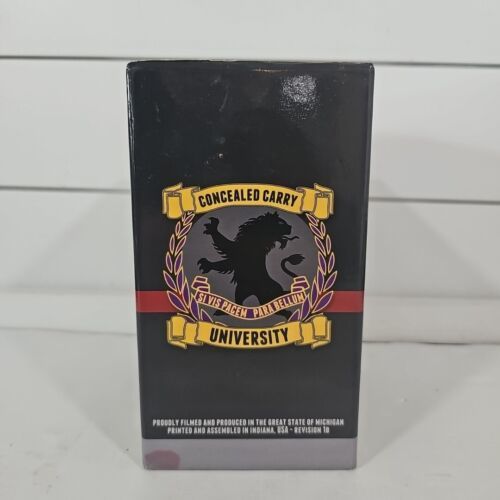 CONCEALED CARRY
SI VIS PACEM PARA BELLUM
UNIVERSITY
PROUDLY FILMED AND PRODUCED IN THE GREAT STATE OF MICHIGAN
PRINTED AND ASSEMBLED IN INDIANA, USA - REVISION 10